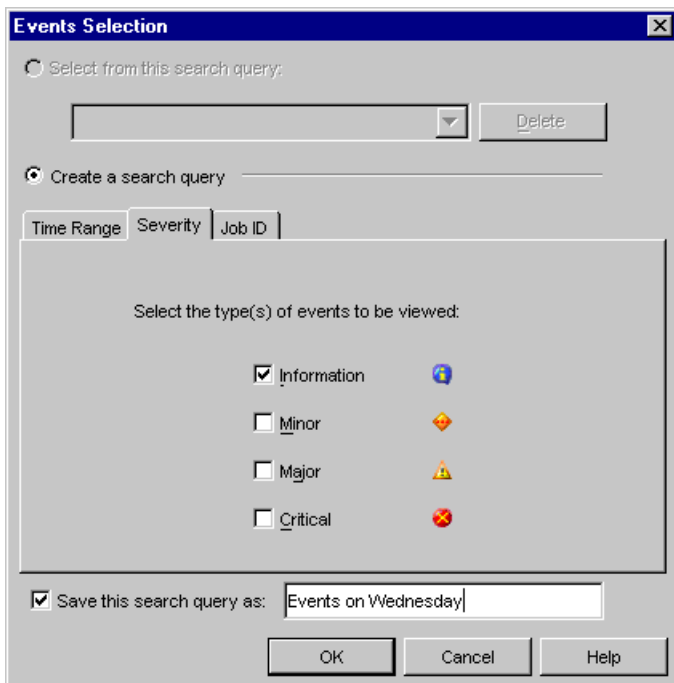 Events Selection
Select from this search query:
Delete
Create a search query
Time Range Severity Job ID
Select the type(s) of events to be viewed:
Information
Minor
Major
Critical
Save this search query as: Events on Wednesday
OK Cancel Help